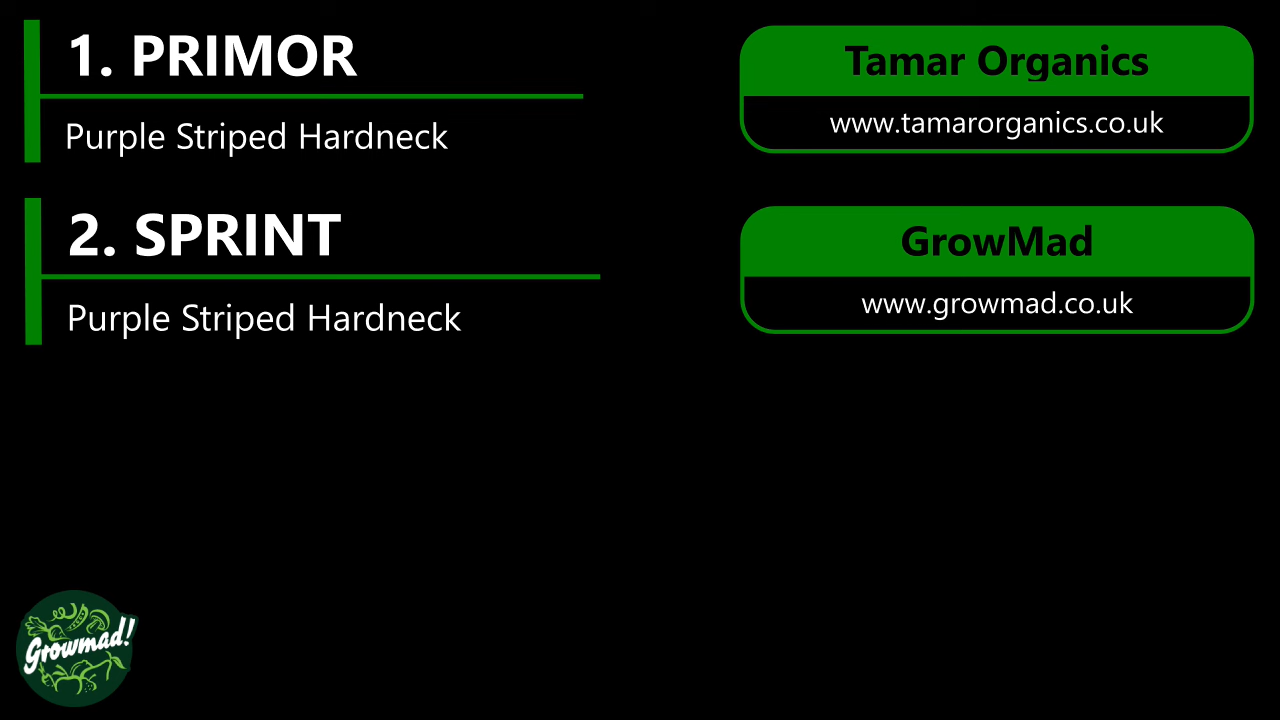 1. PRIMOR
Purple Striped Hardneck
Tamar Organics
www.tamarorganics.co.uk
2. SPRINT
Purple Striped Hardneck
GrowMad
www.growmad.co.uk
Growmad!